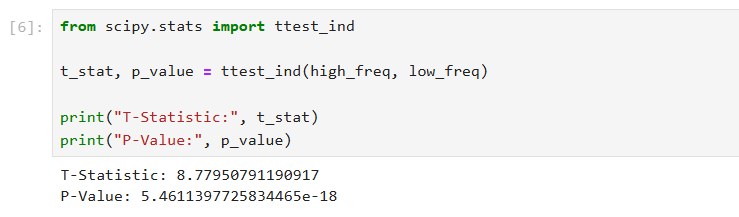 [6]:
from scipy.stats import ttest_ind
t_stat, p_value = ttest_ind(high_freq, low_freq)
print("T-Statistic:", t_stat)
print("P-Value:", p_value)
T-Statistic: 8.77950791190917
P-Value: 5.4611397725834465e-18